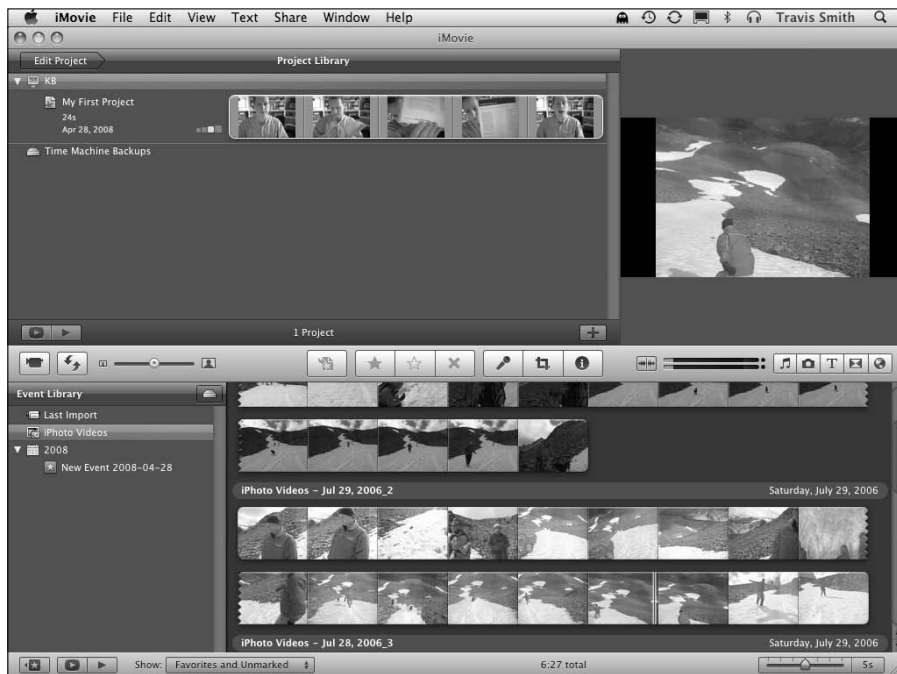 iMovie File Edit View Text Share Window Help Travis Smith
iMovie
Edit Project Project Library
KB
My First Project
24s
Apr 28, 2008
Time Machine Backups
1 Project
T
Event Library
Last Import
iPhoto Videos
2008
New Event 2008-04-28
iPhoto Videos – Jul 29, 2006_2 Saturday, July 29, 2006
iPhoto Videos – Jul 28, 2006_3 Saturday, July 29, 2006
Show: Favorites and Unmarked 6:27 total 5s